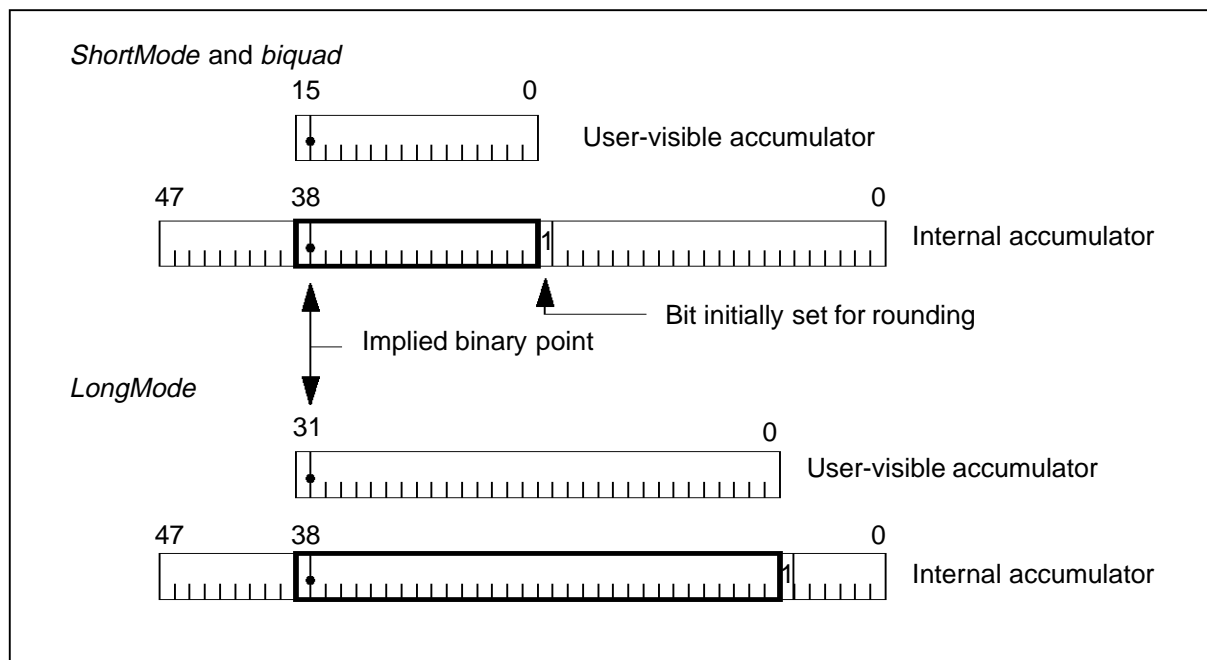 ShortMode and biquad
15 0
User-visible accumulator
47 38 0
1
Internal accumulator
Bit initially set for rounding
Implied binary point
LongMode
31 0
User-visible accumulator
47 38 0
1
Internal accumulator